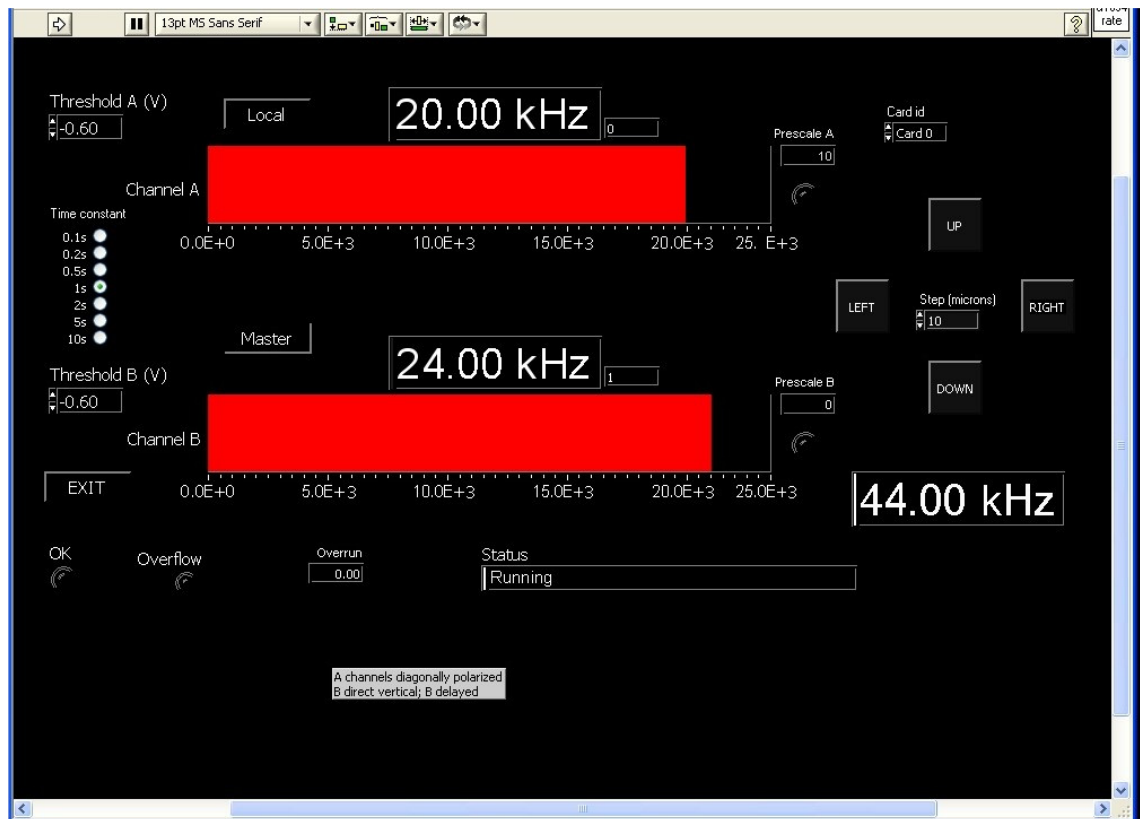 13pt MS Sans Serif
rate
Threshold A (V)
-0.60
Local
20.00 kHz
0
Prescale A
10
Card id
Card 0
Channel A
0.0E+0 5.0E+3 10.0E+3 15.0E+3 20.0E+3 25. E+3
Time constant
0.1s
0.2s
0.5s
1s
2s
5s
10s
UP
LEFT
Step (microns)
10
RIGHT
DOWN
Master
24.00 kHz
1
Threshold B (V)
-0.60
Prescale B
0
Channel B
0.0E+0 5.0E+3 10.0E+3 15.0E+3 20.0E+3 25.0E+3
EXIT
44.00 kHz
OK
Overflow
Overrun
0.00
Status
Running
A channels diagonally polarized
B direct vertical; B delayed